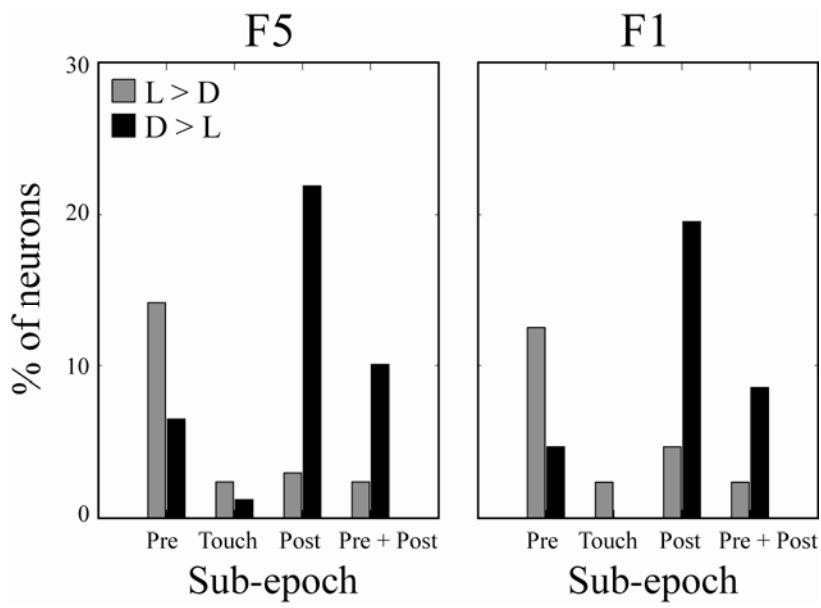 F5 F1
30
L > D
D > L
20
10
0
% of neurons
Pre Touch Post Pre + Post Pre Touch Post Pre + Post
Sub-epoch Sub-epoch